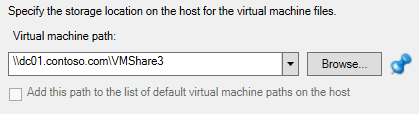 Specify the storage location on the host for the virtual machine files.
Virtual machine path:
\\dc01.contoso.com\VMShare3
Browse...
Add this path to the list of default virtual machine paths on the host